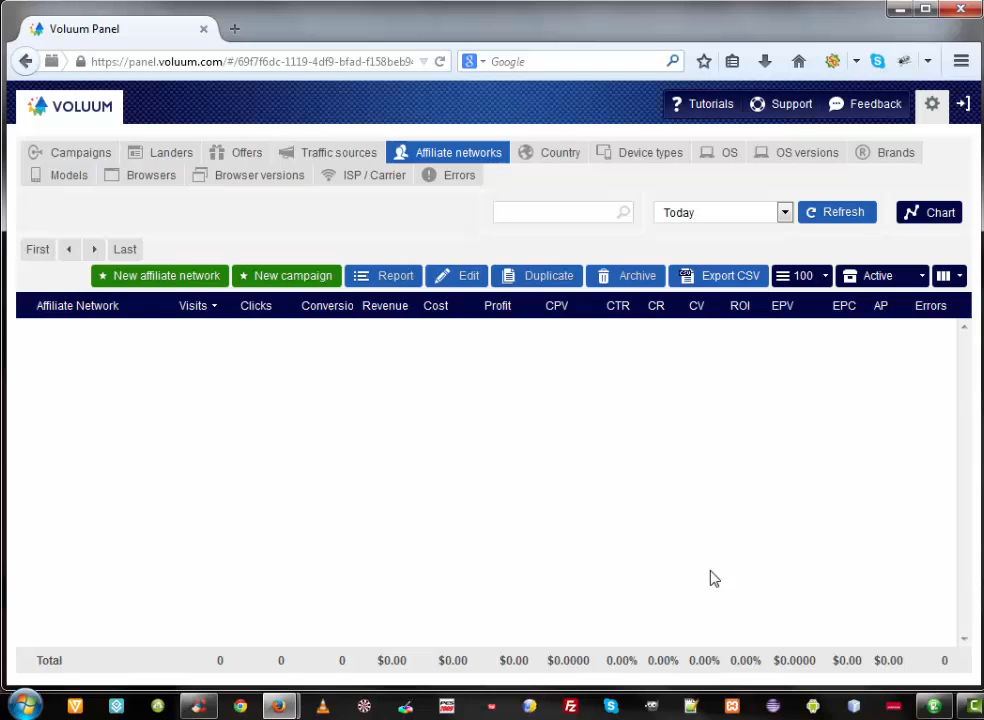 Voluum Panel
https://panel.voluum.com/#/69f7f6dc-1119-4df9-bfad-f158beb9
Google
VOLUUM
? Tutorials Support Feedback
Campaigns Landers Offers Traffic sources Affiliate networks Country Device types OS OS versions Brands
Models Browsers Browser versions ISP / Carrier Errors
Today Refresh Chart
First Last
New affiliate network New campaign Report Edit Duplicate Archive Export CSV 100 Active
Affiliate Network Visits Clicks Conversio Revenue Cost Profit CPV CTR CR CV ROI EPV EPC AP Errors
Total 0 0 0 $0.00 $0.00 $0.00 $0.0000 0.00% 0.00% 0.00% 0.00% $0.0000 $0.00 $0.00 0